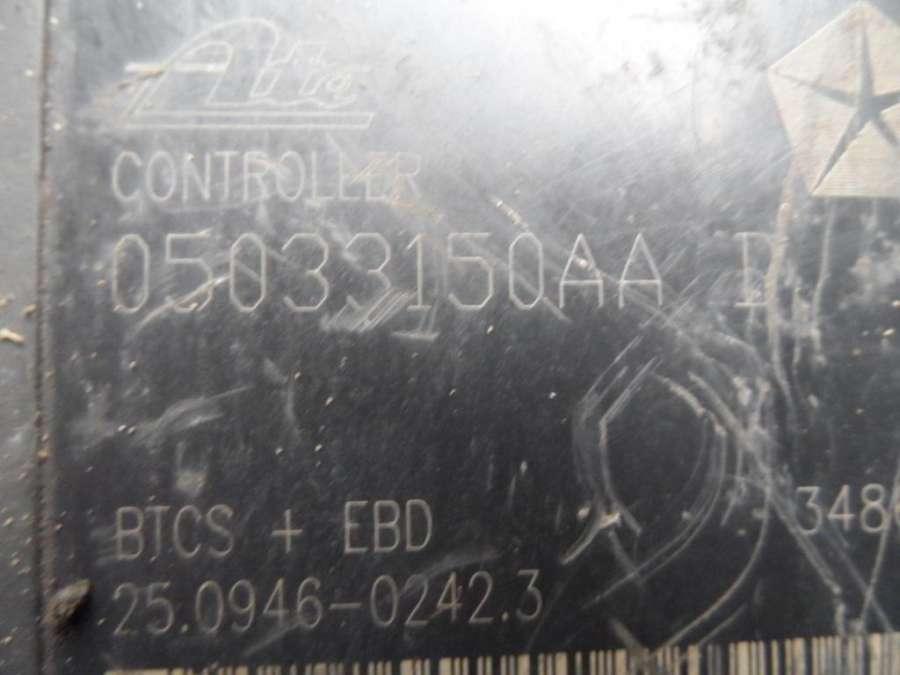 Ate
CONTROLLER
05033150AA D
BTCS + EBD
348
25.0946-0242.3